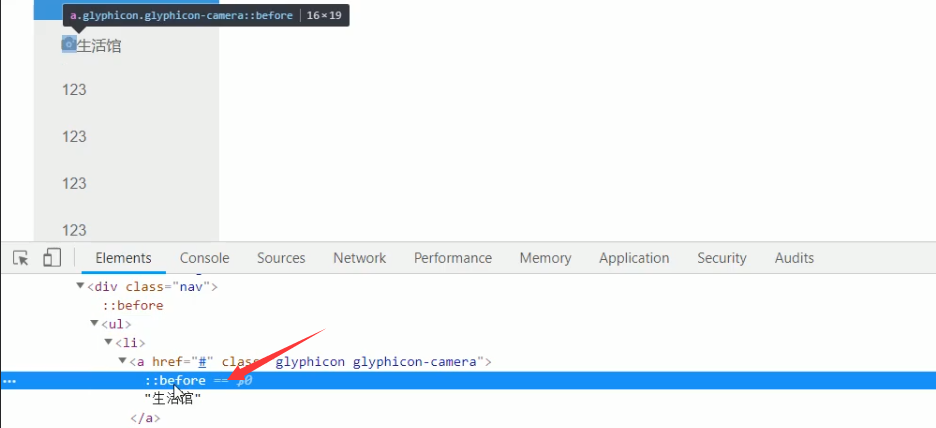 a.glyphicon.glyphicon-camera::before | 16×19
生活馆
123
123
123
123
Elements Console Sources Network Performance Memory Application Security Audits
▼<div class="nav">
::before
▼<ul>
▼<li>
▼<a href="#" class="glyphicon glyphicon-camera">
... ::before == $0
"生活馆"
</a>